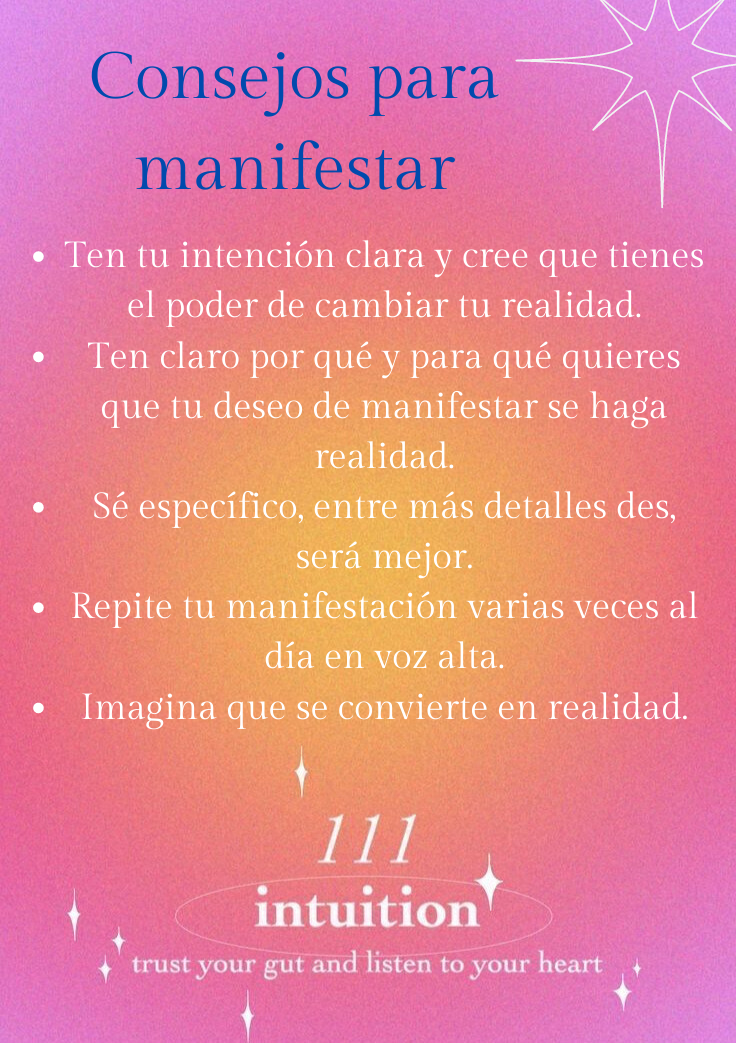 Consejos para
manifestar
• Ten tu intención clara y cree que tienes
el poder de cambiar tu realidad.
• Ten claro por qué y para qué quieres
que tu deseo de manifestar se haga
realidad.
• Sé específico, entre más detalles des,
será mejor.
• Repite tu manifestación varias veces al
día en voz alta.
• Imagina que se convierte en realidad.
111
intuition
trust your gut and listen to your heart